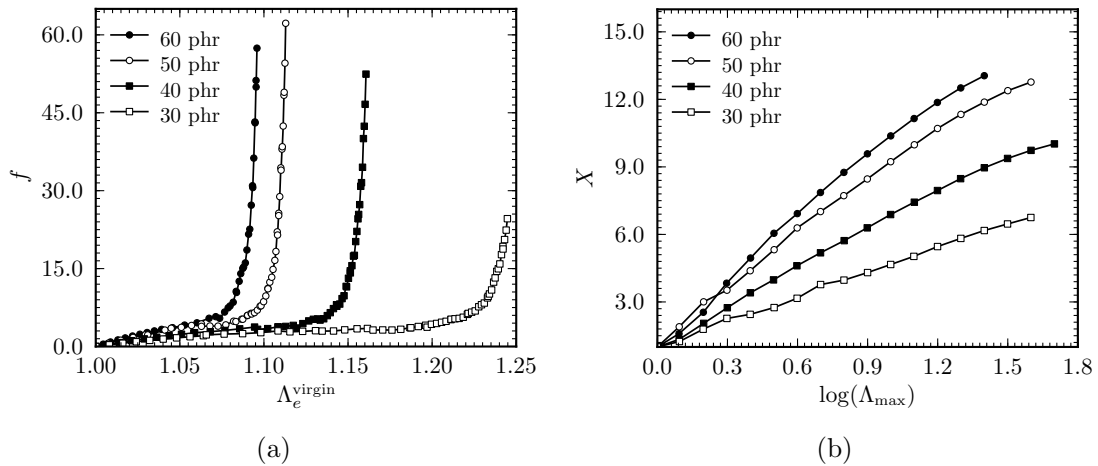 60.0
45.0
30.0
15.0
0.0
f
60 phr
50 phr
40 phr
30 phr
1.00 1.05 1.10 1.15 1.20 1.25
Λ_e^virgin
(a)
15.0
12.0
9.0
6.0
3.0
X
60 phr
50 phr
40 phr
30 phr
0.0 0.3 0.6 0.9 1.2 1.5 1.8
log(Λ_max)
(b)